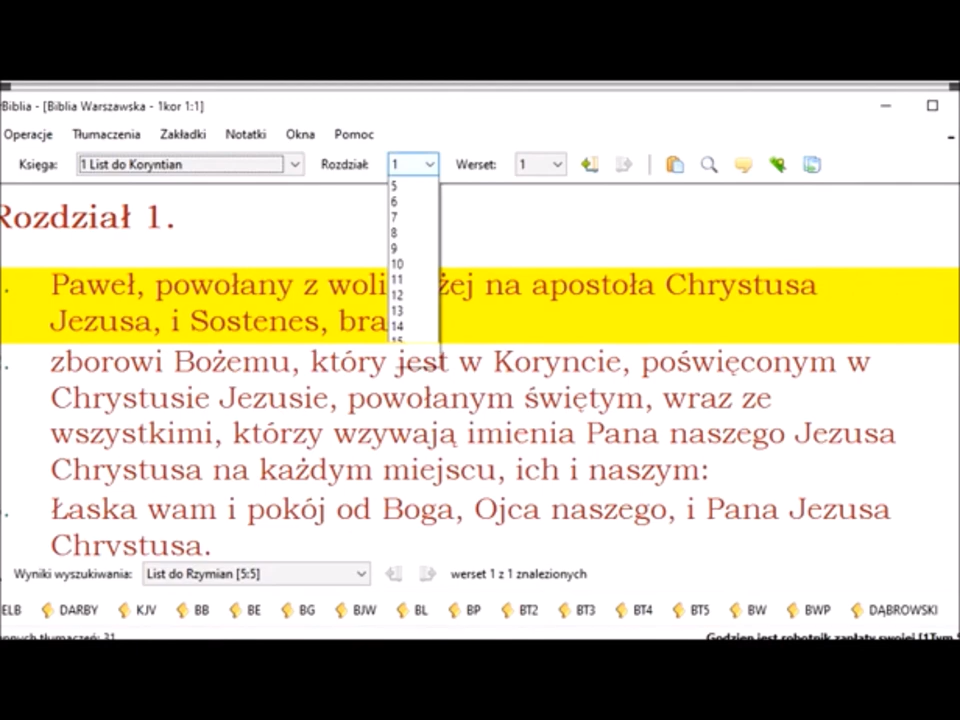 Biblia - [Biblia Warszawska - 1kor 1:1]
Operacje Tłumaczenia Zakładki Notatki Okna Pomoc
Księga: 1 List do Koryntian Rozdział: 1 Werset: 1
5
6
7
8
9
10
11
12
13
14
15
Rozdział 1.
Paweł, powołany z woli żej na apostoła Chrystusa
Jezusa, i Sostenes, bra
zborowi Bożemu, który jest w Koryncie, poświęconym w
Chrystusie Jezusie, powołanym świętym, wraz ze
wszystkimi, którzy wzywają imienia Pana naszego Jezusa
Chrystusa na każdym miejscu, ich i naszym:
Łaska wam i pokój od Boga, Ojca naszego, i Pana Jezusa
Chrystusa.
Wyniki wyszukiwania: List do Rzymian [5:5] werset 1 z 1 znalezionych
ELB DARBY KJV BB BE BG BJW BL BP BT2 BT3 BT4 BT5 BW BWP DĄBROWSKI
tłumaczeń: 31 Godzien jest robotnik zapłaty swojej [1Tym